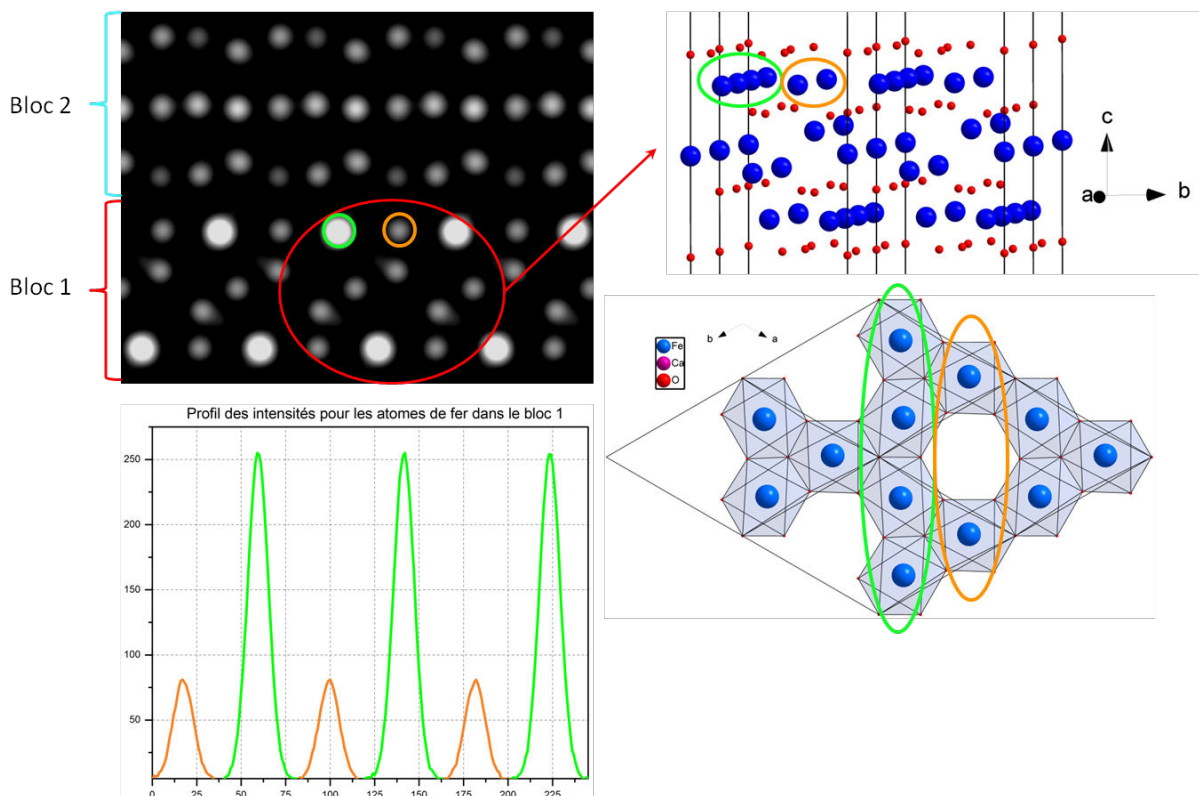 Bloc 2
Bloc 1
c
a
b
b
a
Fe
Ca
O
Profil des intensités pour les atomes de fer dans le bloc 1
250
200
150
100
50
0
25
50
75
100
125
150
175
200
225